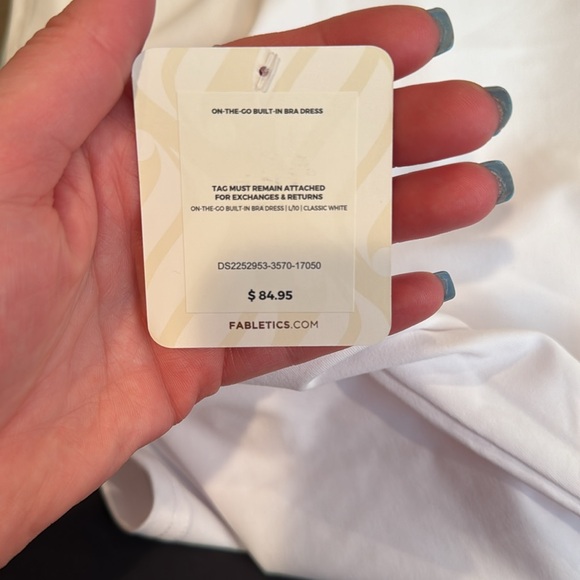 ON-THE-GO BUILT-IN BRA DRESS
TAG MUST REMAIN ATTACHED
FOR EXCHANGES & RETURNS
ON-THE-GO BUILT-IN BRA DRESS | L/10 | CLASSIC WHITE
DS2252953-3570-17050
$ 84.95
FABLETICS.COM